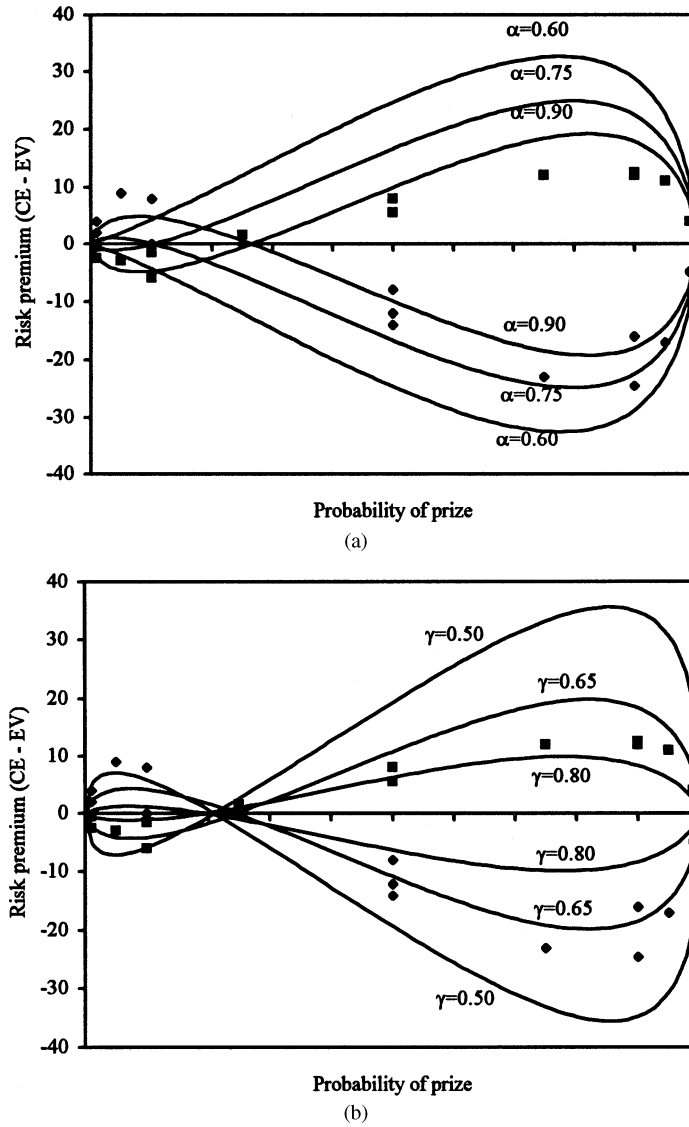 40
30
20
10
0
-10
-20
-30
-40
Risk premium (CE - EV)
α=0.60
α=0.75
α=0.90
α=0.90
α=0.75
α=0.60
Probability of prize
(a)
40
30
20
10
0
-10
-20
-30
-40
Risk premium (CE - EV)
γ=0.50
γ=0.65
γ=0.80
γ=0.80
γ=0.65
γ=0.50
Probability of prize
(b)